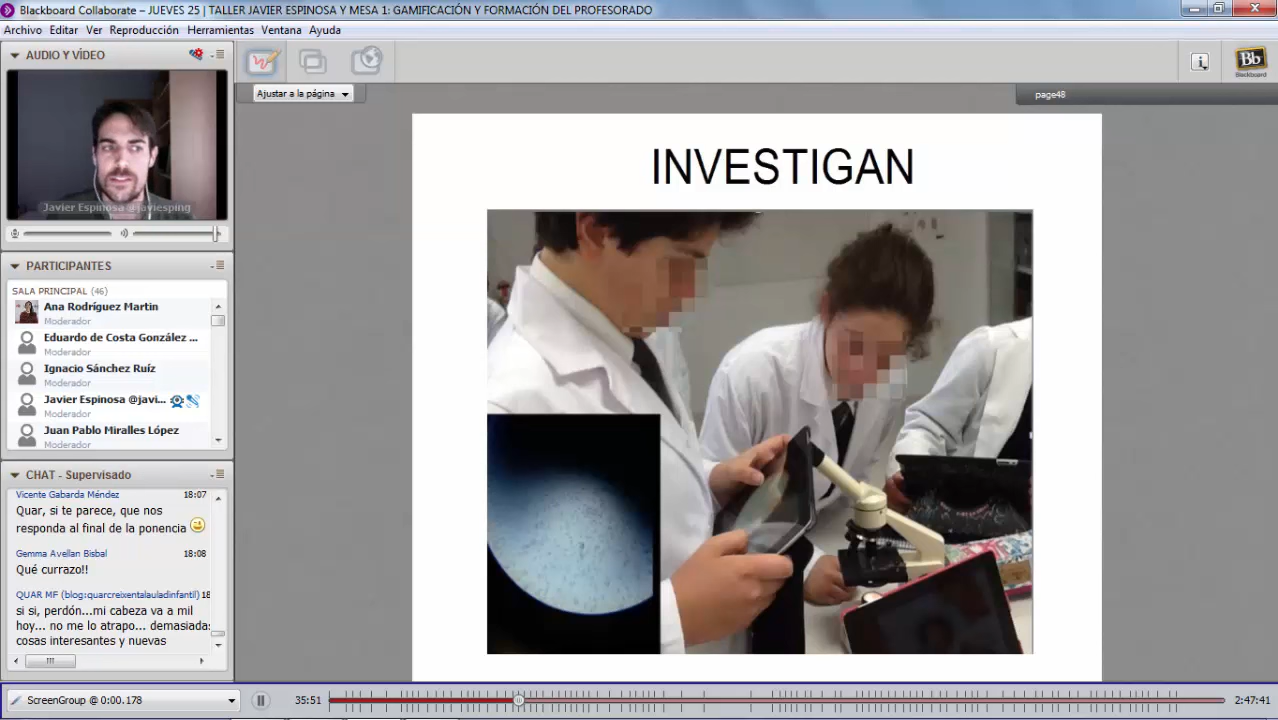 Blackboard Collaborate – JUEVES 25 | TALLER JAVIER ESPINOSA Y MESA 1: GAMIFICACIÓN Y FORMACIÓN DEL PROFESORADO
Archivo Editar Ver Reproducción Herramientas Ventana Ayuda
AUDIO Y VÍDEO
Javier Espinosa @javiesping
PARTICIPANTES
SALA PRINCIPAL (46)
Ana Rodríguez Martin
Moderador
Eduardo de Costa González ...
Moderador
Ignacio Sánchez Ruíz
Moderador
Javier Espinosa @javi...
Moderador
Juan Pablo Miralles López
Moderador
CHAT - Supervisado
Vicente Gabarda Méndez 18:07
Quar, si te parece, que nos
responda al final de la ponencia
Gemma Avellan Bisbal 18:08
Qué currazo!!
QUAR MF (blog:quarcreixentalauladinfantil) 18
si si, perdón...mi cabeza va a mil
hoy... no me lo atrapo... demasiadas
cosas interesantes y nuevas
Ajustar a la página
page48
Bb
Blackboard
INVESTIGAN
ScreenGroup @ 0:00.178
35:51
2:47:41